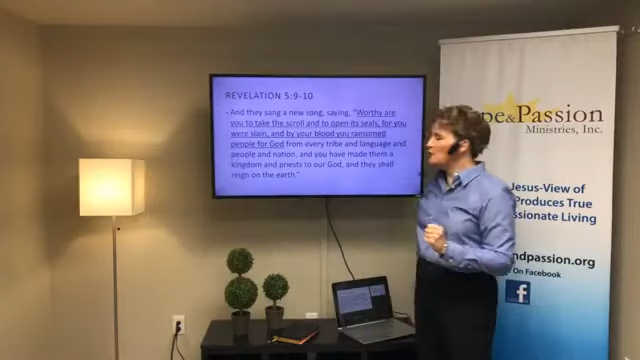 REVELATION 5:9-10
- And they sang a new song, saying, "Worthy are
you to take the scroll and to open its seals, for you
were slain, and by your blood you ransomed
people for God from every tribe and language and
people and nation, and you have made them a
kingdom and priests to our God, and they shall
reign on the earth."
pe&Passion
Ministries, Inc.
Jesus-View of
Produces True
ssionate Living
ndpassion.org
On Facebook
f